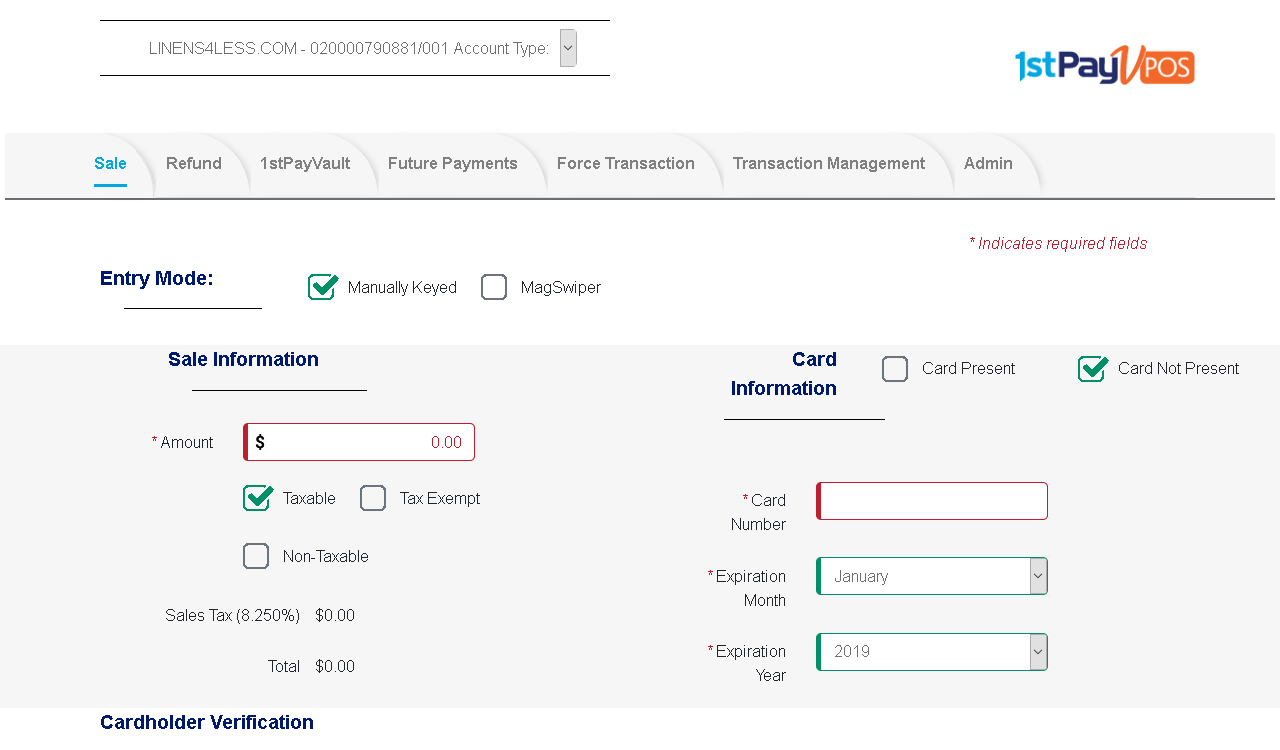 LINENS4LESS.COM - 020000790881/001 Account Type:
1stPayVPOS
Sale Refund 1stPayVault Future Payments Force Transaction Transaction Management Admin
* Indicates required fields
Entry Mode: Manually Keyed MagSwiper
Sale Information
* Amount $ 0.00
Taxable Tax Exempt
Non-Taxable
Sales Tax (8.250%) $0.00
Total $0.00
Card Information Card Present Card Not Present
* Card Number
* Expiration Month January
* Expiration Year 2019
Cardholder Verification